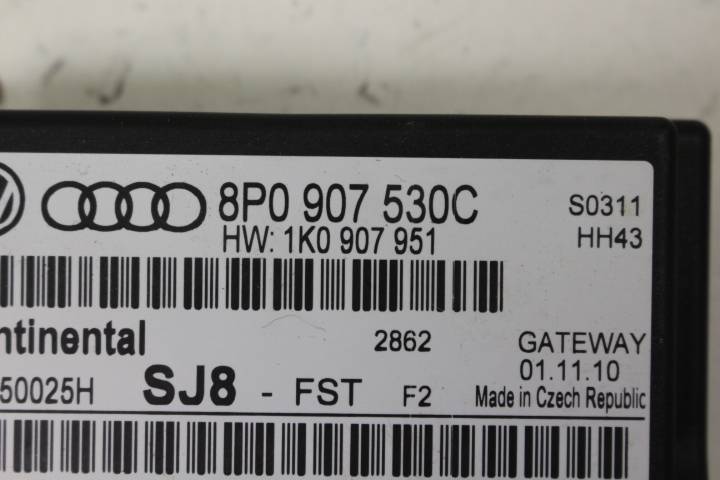 8P0 907 530C S0311
HW: 1K0 907 951 HH43
ntinental 2862 GATEWAY
01.11.10
50025H SJ8 - FST F2 Made in Czech Republic